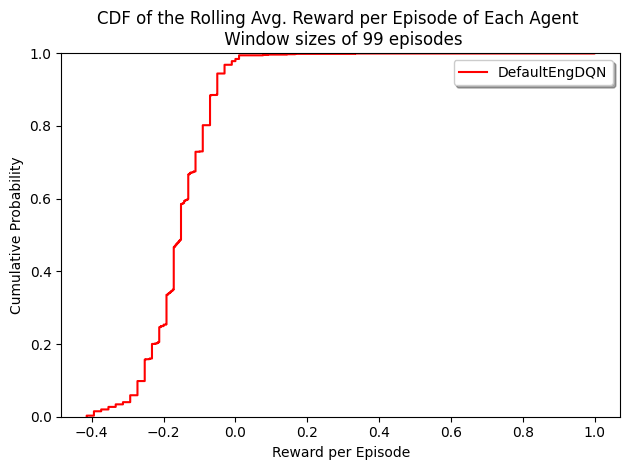 CDF of the Rolling Avg. Reward per Episode of Each Agent
Window sizes of 99 episodes
DefaultEngDQN
Cumulative Probability
1.0
0.8
0.6
0.4
0.2
0.0
−0.4 −0.2 0.0 0.2 0.4 0.6 0.8 1.0
Reward per Episode